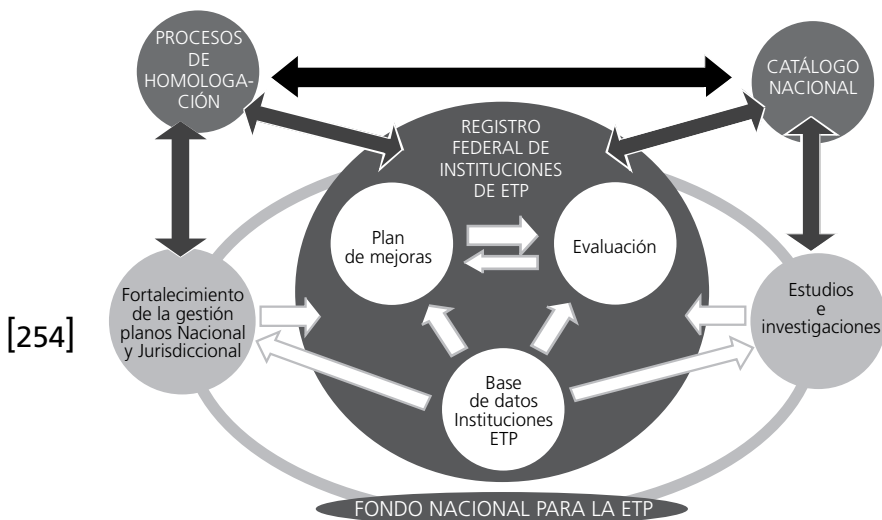 PROCESOS
DE
HOMOLOGA-
CIÓN
CATÁLOGO
NACIONAL
REGISTRO
FEDERAL DE
INSTITUCIONES
DE ETP
Plan
de mejoras
Evaluación
Fortalecimiento
de la gestión
planos Nacional
y Jurisdiccional
Estudios
e
investigaciones
[254]
Base
de datos
Instituciones
ETP
FONDO NACIONAL PARA LA ETP